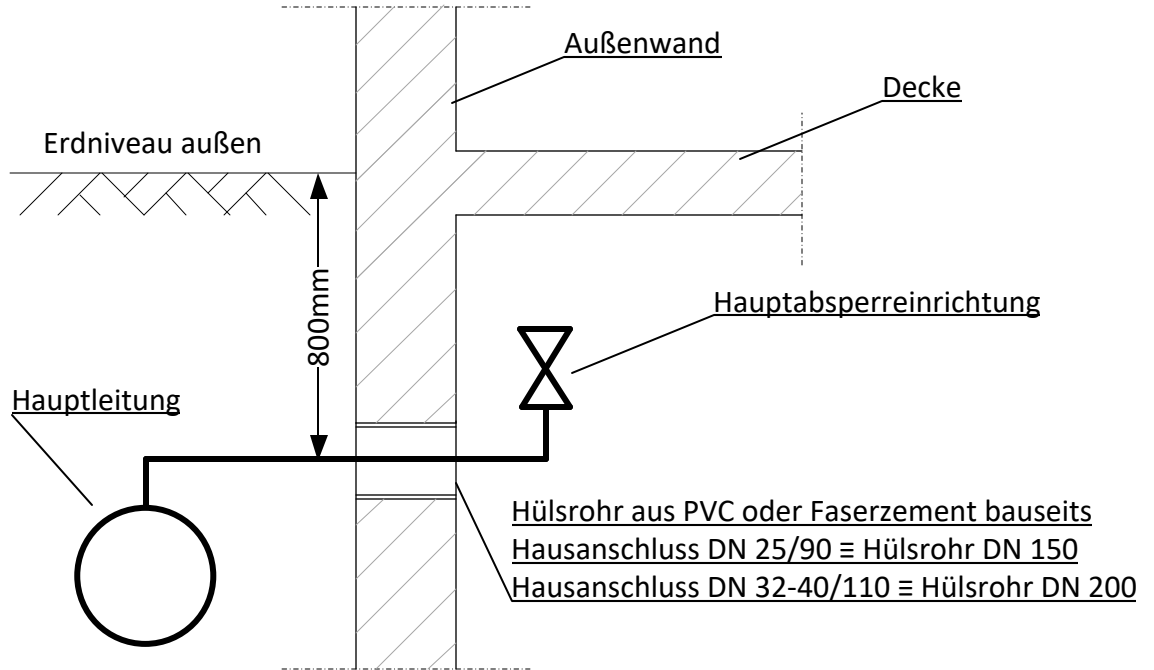 Außenwand
Decke
Erdniveau außen
800mm
Hauptabsperreinrichtung
Hauptleitung
Hülsrohr aus PVC oder Faserzement bauseits
Hausanschluss DN 25/90 ≡ Hülsrohr DN 150
Hausanschluss DN 32-40/110 ≡ Hülsrohr DN 200